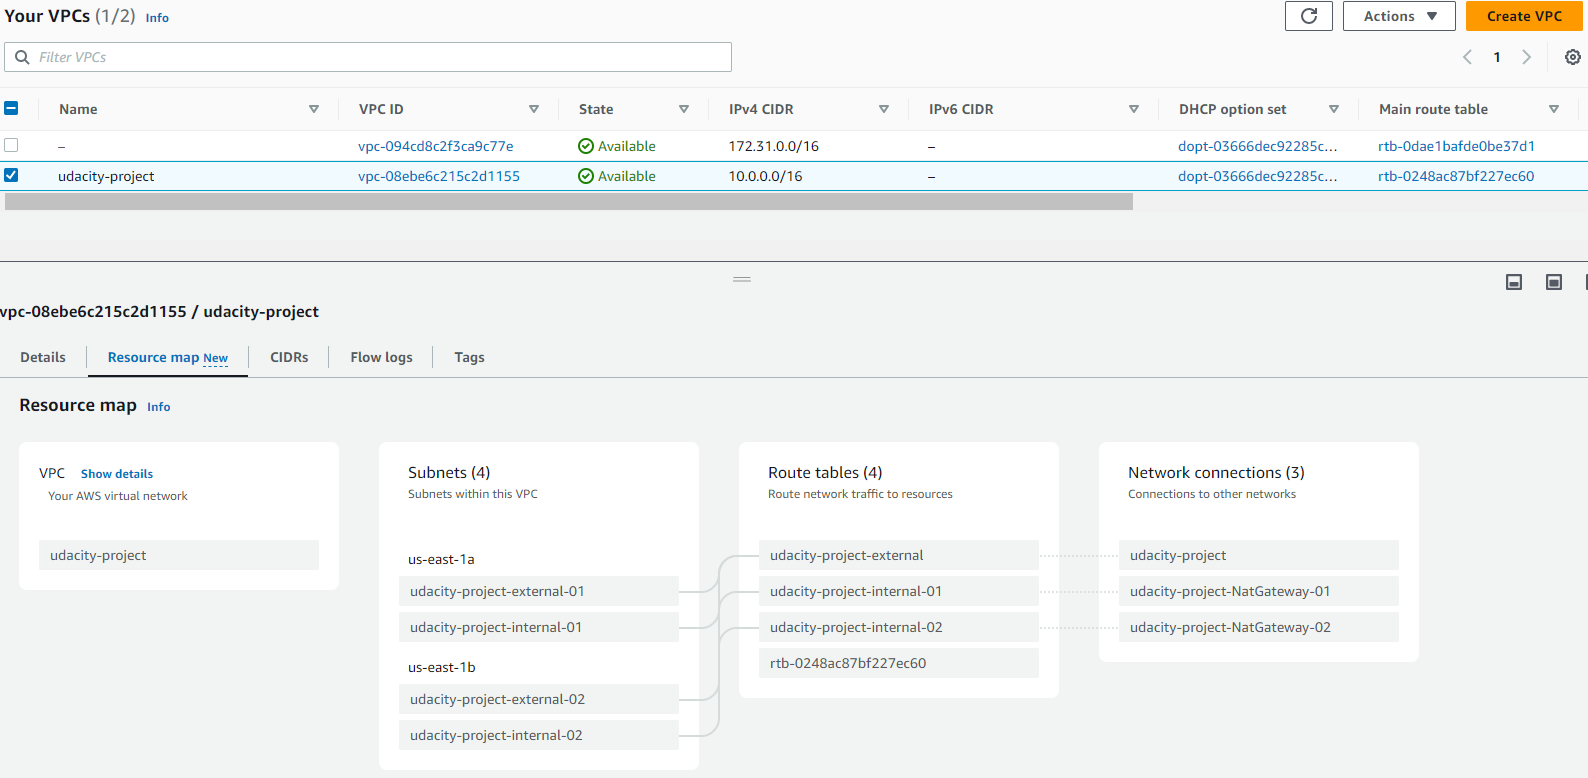 Your VPCs (1/2) Info
Actions
Create VPC
Filter VPCs
1
Name VPC ID State IPv4 CIDR IPv6 CIDR DHCP option set Main route table
– vpc-094cd8c2f3ca9c77e Available 172.31.0.0/16 – dopt-03666dec92285c... rtb-0dae1bafde0be37d1
udacity-project vpc-08ebe6c215c2d1155 Available 10.0.0.0/16 – dopt-03666dec92285c... rtb-0248ac87bf227ec60
vpc-08ebe6c215c2d1155 / udacity-project
Details Resource map New CIDRs Flow logs Tags
Resource map Info
VPC Show details
Your AWS virtual network
udacity-project
Subnets (4)
Subnets within this VPC
us-east-1a
udacity-project-external-01
udacity-project-internal-01
us-east-1b
udacity-project-external-02
udacity-project-internal-02
Route tables (4)
Route network traffic to resources
udacity-project-external
udacity-project-internal-01
udacity-project-internal-02
rtb-0248ac87bf227ec60
Network connections (3)
Connections to other networks
udacity-project
udacity-project-NatGateway-01
udacity-project-NatGateway-02